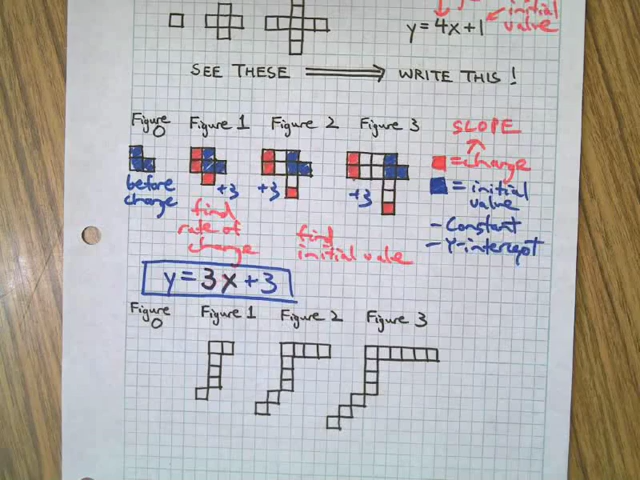 initial
y=4x+1
value
SEE THESE ⟹ WRITE THIS!
Figure 0
Figure 1
Figure 2
Figure 3
SLOPE
= change
= initial value
- Constant
- Y-intercept
before change
+3
+3
+3
find rate of change
find initial valve
y=3x+3
Figure 0
Figure 1
Figure 2
Figure 3